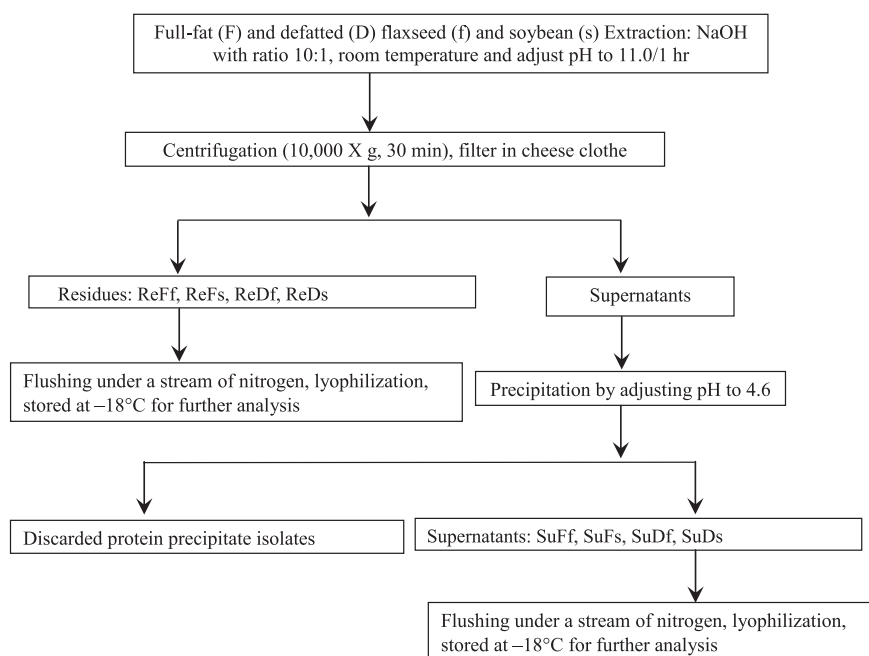 Full-fat (F) and defatted (D) flaxseed (f) and soybean (s) Extraction: NaOH
with ratio 10:1, room temperature and adjust pH to 11.0/1 hr
Centrifugation (10,000 X g, 30 min), filter in cheese clothe
Residues: ReFf, ReFs, ReDf, ReDs
Supernatants
Flushing under a stream of nitrogen, lyophilization,
stored at –18°C for further analysis
Precipitation by adjusting pH to 4.6
Discarded protein precipitate isolates
Supernatants: SuFf, SuFs, SuDf, SuDs
Flushing under a stream of nitrogen, lyophilization,
stored at –18°C for further analysis